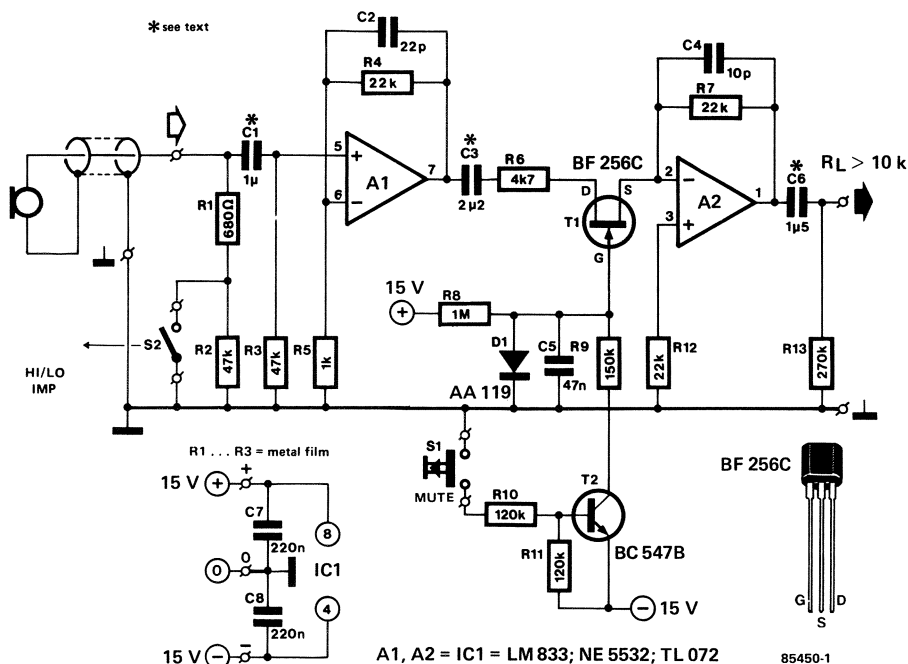 * see text
C2
22p
R4
22k
C4
10p
R7
22k
*
C1
1µ
5
+
A1
7
6
−
*
C3
2µ2
R6
4k7
BF 256C
D
S
T1
G
2
−
A2
1
3
+
*
C6
1µ5
RL > 10 k
R1
680Ω
15 V
+
R8
1M
S2
HI/LO
IMP
R2
47k
R3
47k
R5
1k
D1
AA 119
C5
47n
R9
150k
R12
22k
R13
270k
R1 . . . R3 = metal film
15 V
+
+
C7
220n
8
0
0
IC1
C8
220n
4
15 V
−
−
S1
MUTE
R10
120k
T2
BC 547B
R11
120k
−
15 V
BF 256C
G
S
D
A1, A2 = IC1 = LM 833; NE 5532; TL 072
85450-1